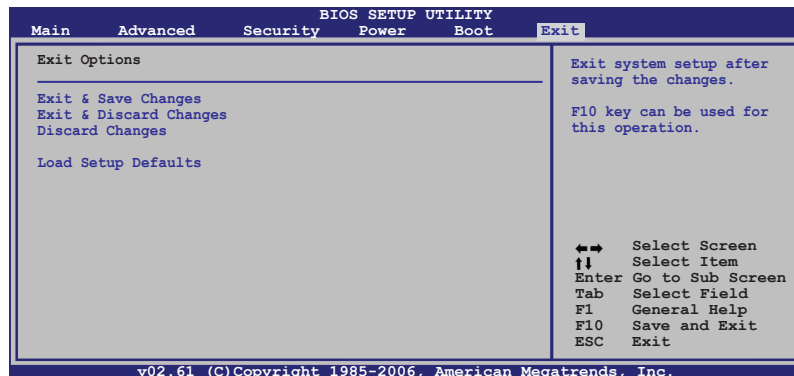 BIOS SETUP UTILITY
Main Advanced Security Power Boot Exit
Exit Options
Exit & Save Changes
Exit & Discard Changes
Discard Changes
Load Setup Defaults
Exit system setup after
saving the changes.
F10 key can be used for
this operation.
←→ Select Screen
↑↓ Select Item
Enter Go to Sub Screen
Tab Select Field
F1 General Help
F10 Save and Exit
ESC Exit
v02.61 (C)Copyright 1985-2006, American Megatrends, Inc.